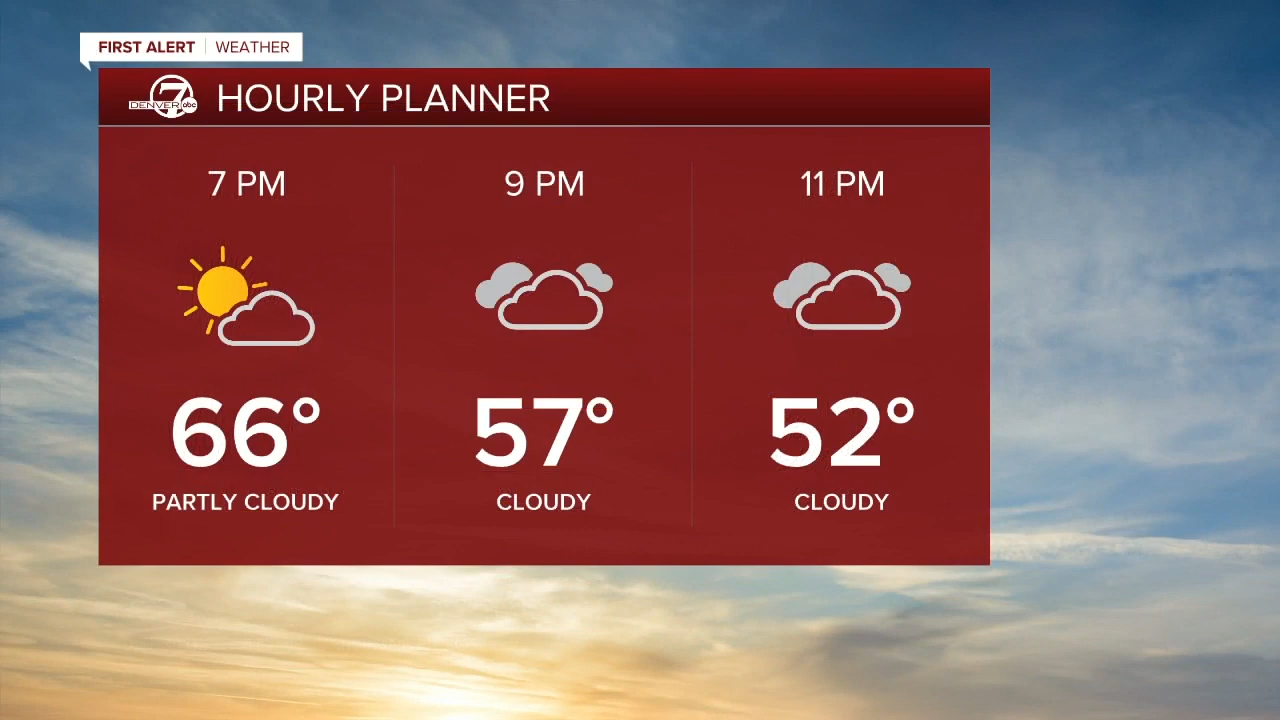 FIRST ALERT | WEATHER
DENVER 7 abc HOURLY PLANNER
7 PM 9 PM 11 PM
66° 57° 52°
PARTLY CLOUDY CLOUDY CLOUDY